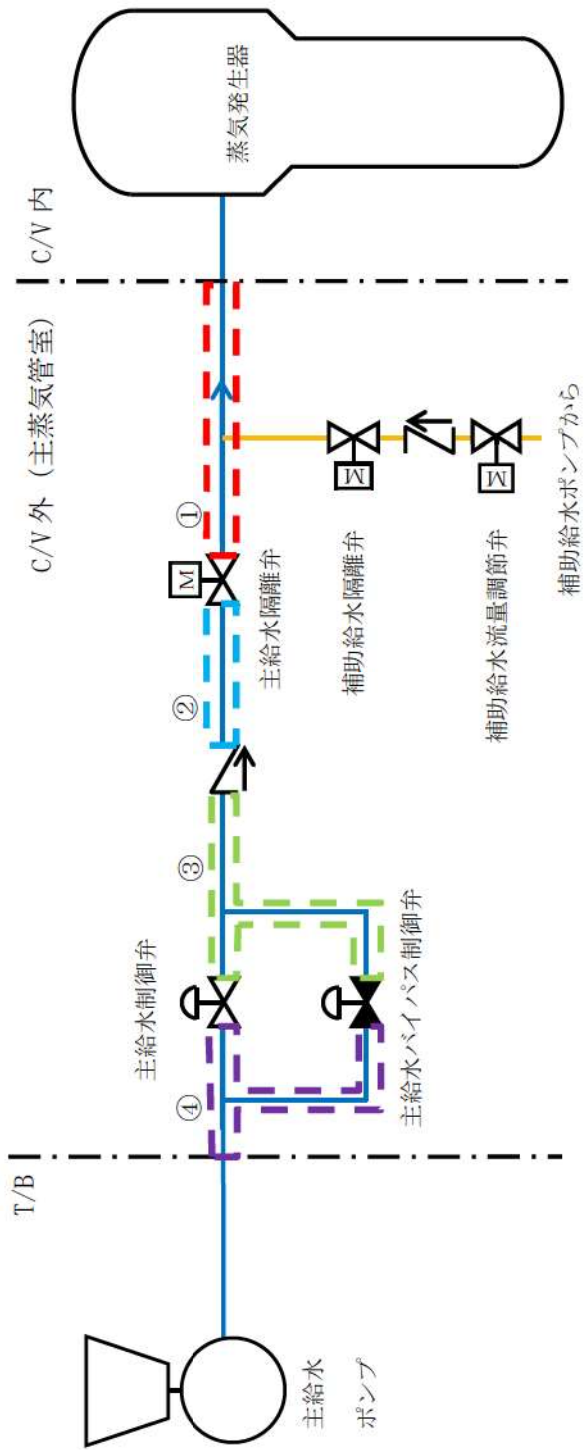 T/B
C/V 外 (主蒸気管室)
C/V 内
主給水
ポンプ
④
主給水制御弁
主給水バイパス制御弁
③
②
①
M
主給水隔離弁
M
補助給水隔離弁
M
補助給水流量調節弁
補助給水ポンプから
蒸気発生器